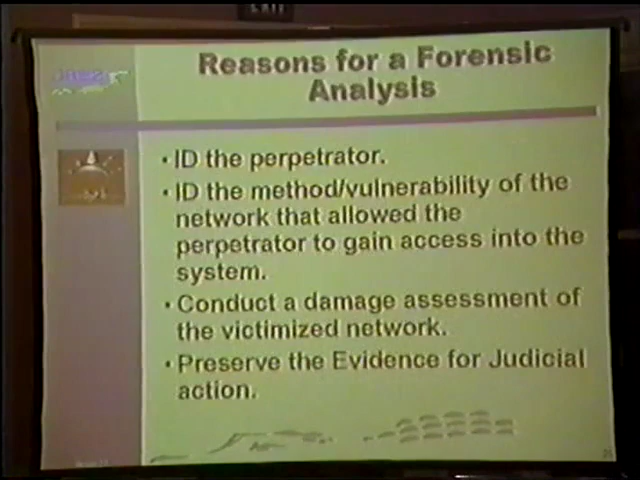 EXIT
Reasons for a Forensic
Analysis
• ID the perpetrator.
• ID the method/vulnerability of the
network that allowed the
perpetrator to gain access into the
system.
• Conduct a damage assessment of
the victimized network.
• Preserve the Evidence for Judicial
action.